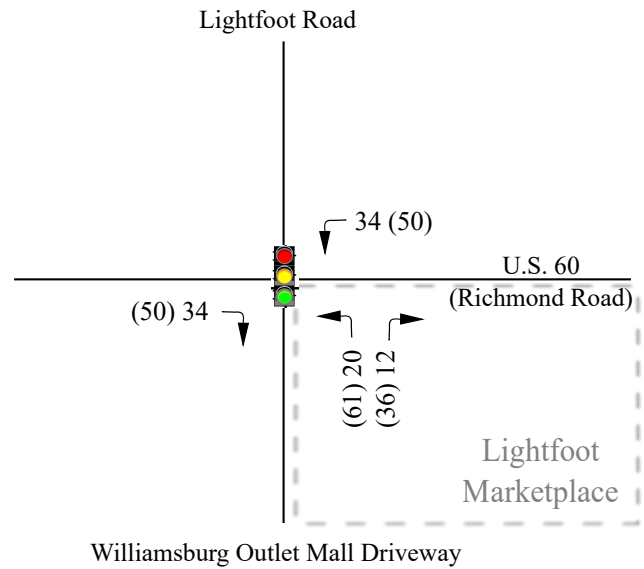 Lightfoot Road
34 (50)
U.S. 60
(Richmond Road)
(50) 34
(61) 20
(36) 12
Lightfoot
Marketplace
Williamsburg Outlet Mall Driveway